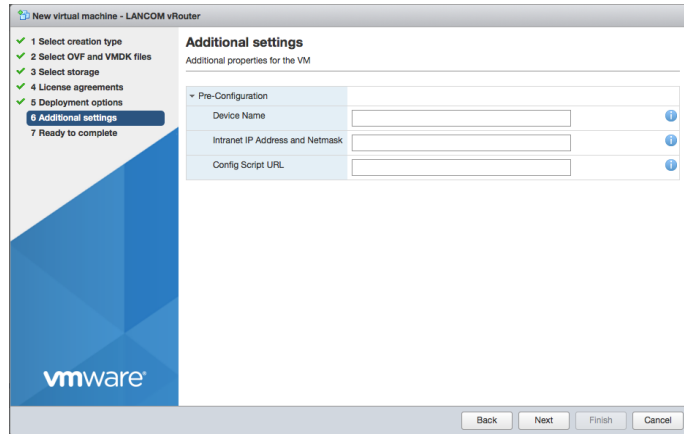 New virtual machine - LANCOM vRouter
1 Select creation type
2 Select OVF and VMDK files
3 Select storage
4 License agreements
5 Deployment options
6 Additional settings
7 Ready to complete
Additional settings
Additional properties for the VM
Pre-Configuration
Device Name
Intranet IP Address and Netmask
Config Script URL
vmware®
Back Next Finish Cancel